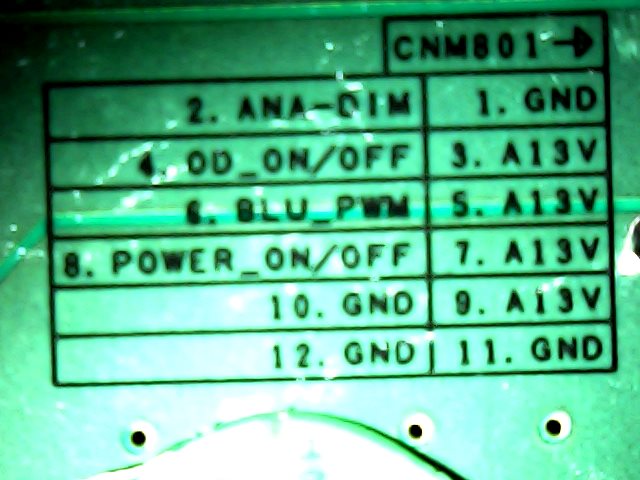 CNM801
2. ANA-DIM 1. GND
4. OD_ON/OFF 3. A13V
6. BLU_PWM 5. A13V
8. POWER_ON/OFF 7. A13V
10. GND 9. A13V
12. GND 11. GND